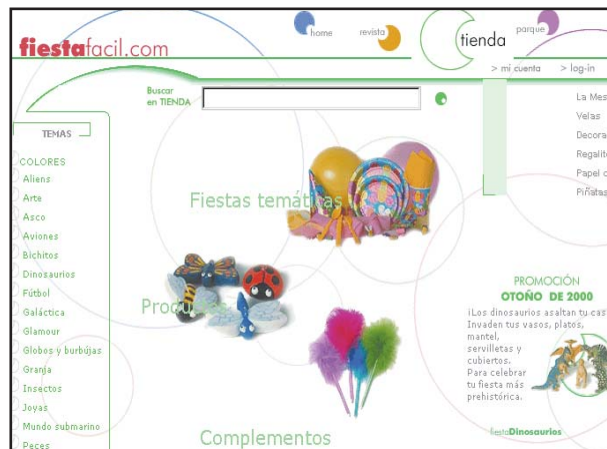 fiestafacil.com
home
revista
tienda
parque
> mi cuenta > log-in
Buscar
en TIENDA
TEMAS
COLORES
Aliens
Arte
Asco
Aviones
Bichitos
Dinosaurios
Fútbol
Galáctica
Glamour
Globos y burbújas
Granja
Insectos
Joyas
Mundo submarino
Peces
Fiestas temáticas
Complementos
La
Velas
Papel
Piñatas
PROMOCIÓN
OTOÑO DE 2000
¡Los dinosaurios asaltan tu
Invaden tus vasos, platos,
mantel,
servilletas y
cubiertos.
Para celebrar
tu fiesta más
prehistórica.
fiestaDinosaurios